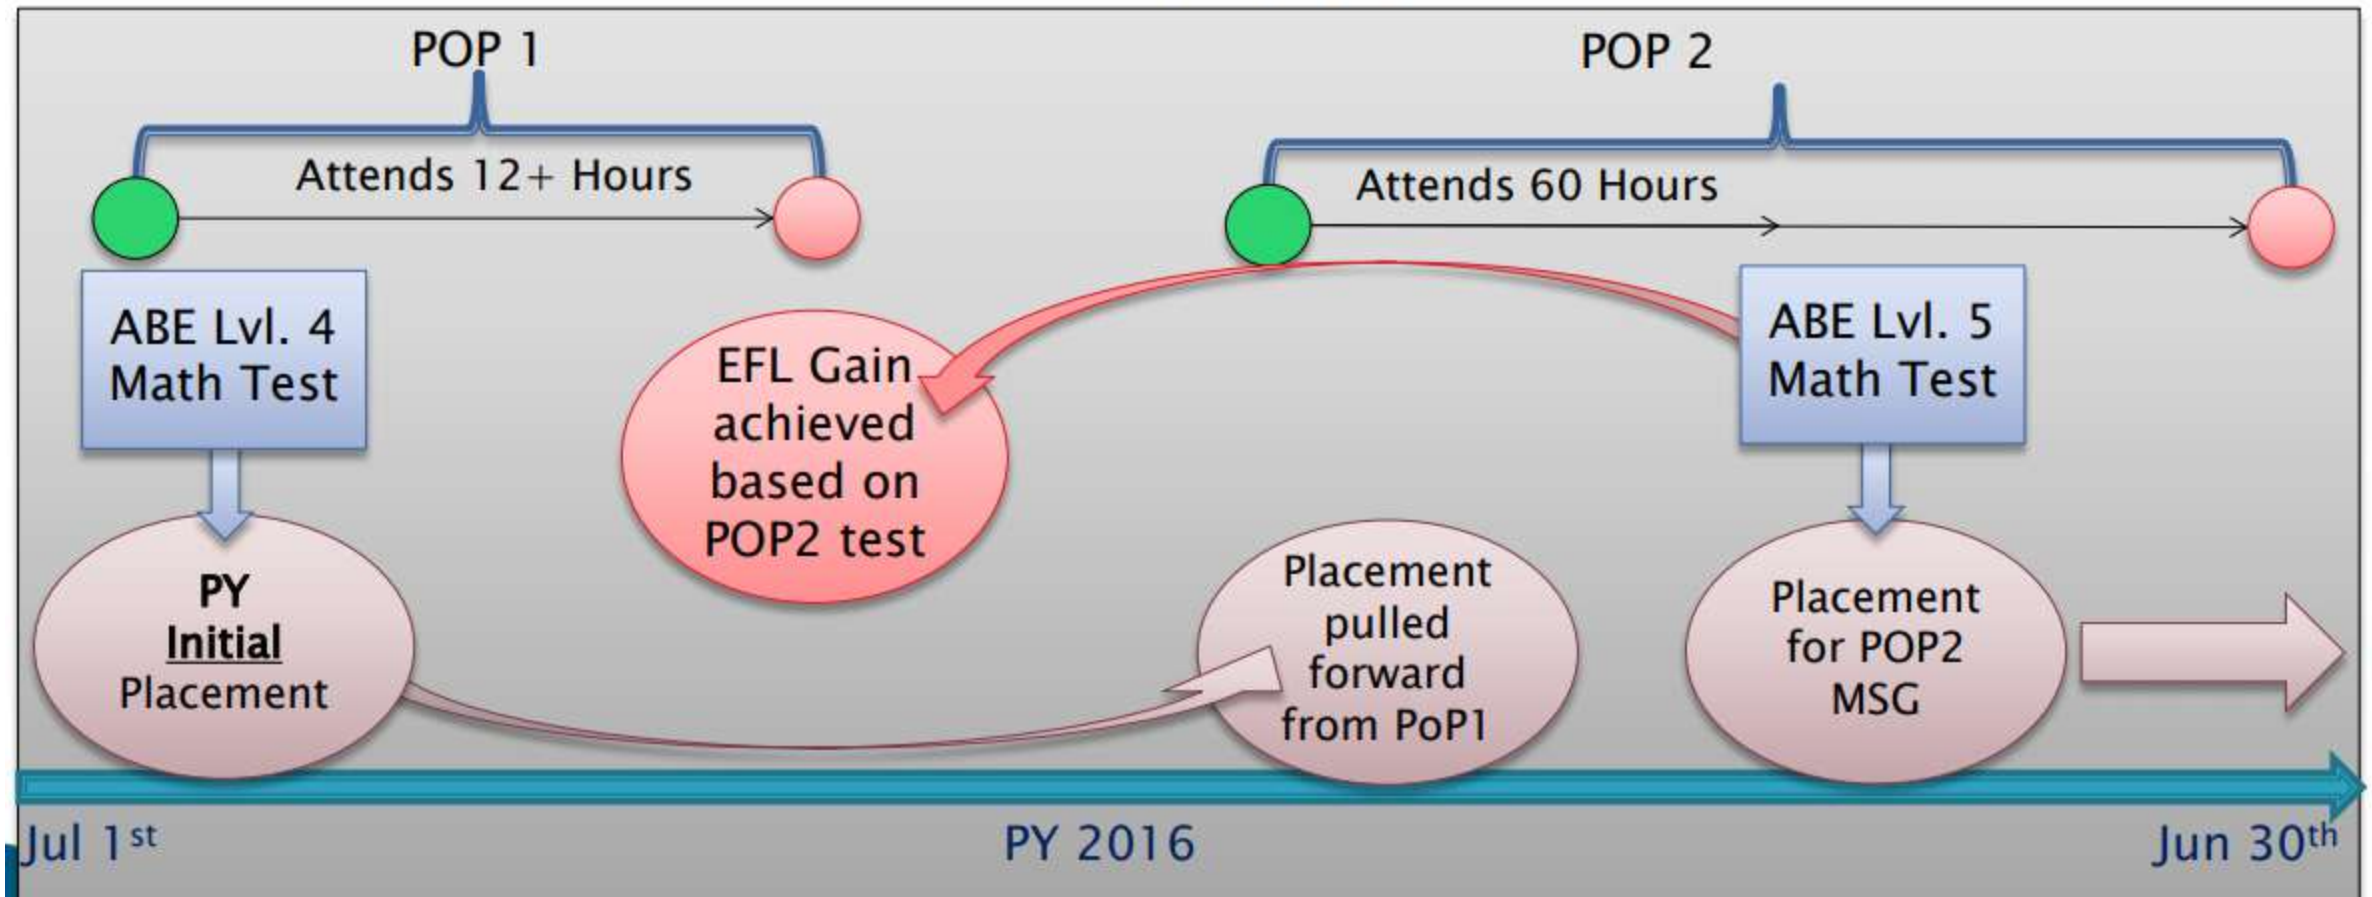 POP 1
POP 2
Attends 12+ Hours
Attends 60 Hours
ABE Lvl. 4
Math Test
EFL Gain
achieved
based on
POP2 test
ABE Lvl. 5
Math Test
PY
Initial
Placement
Placement
pulled
forward
from PoP1
Placement
for POP2
MSG
Jul 1st
PY 2016
Jun 30th